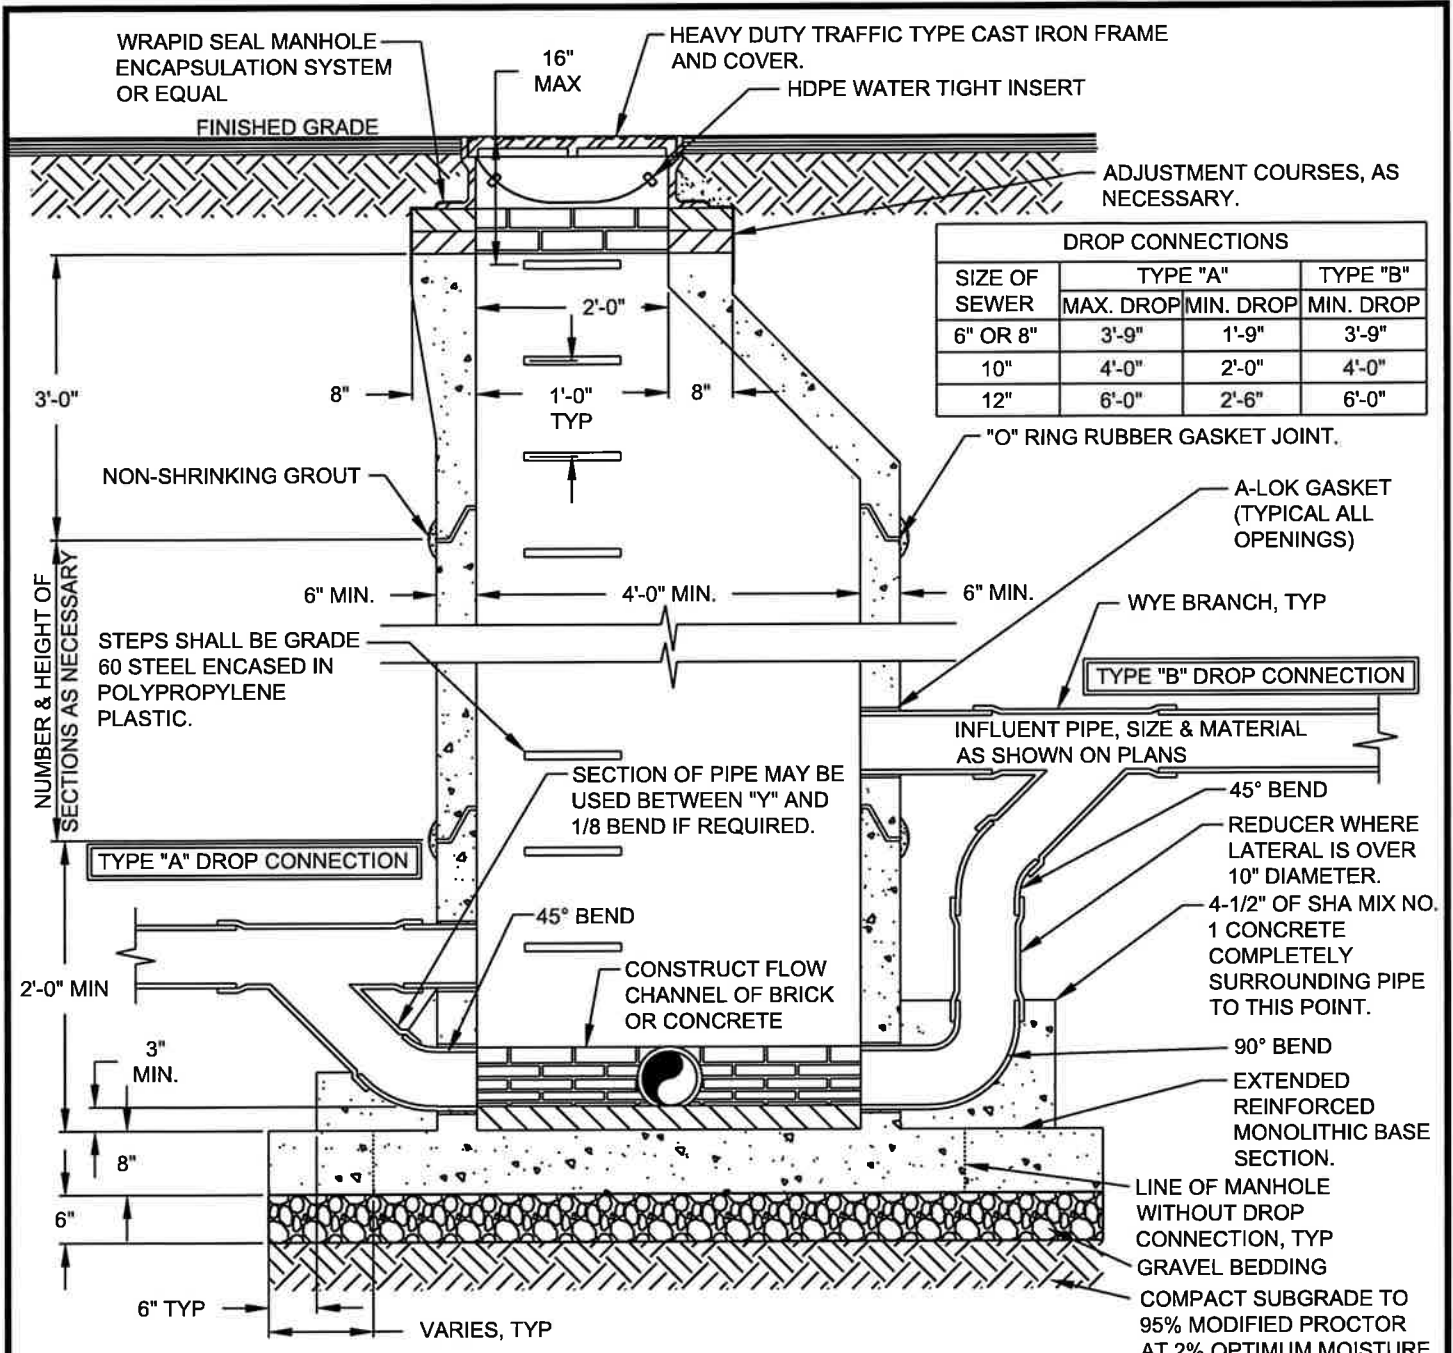 WRAPID SEAL MANHOLE
ENCAPSULATION SYSTEM
OR EQUAL
16"
MAX
HEAVY DUTY TRAFFIC TYPE CAST IRON FRAME
AND COVER.
HDPE WATER TIGHT INSERT
FINISHED GRADE
ADJUSTMENT COURSES, AS
NECESSARY.
DROP CONNECTIONS
SIZE OF SEWER TYPE "A" TYPE "B"
MAX. DROP MIN. DROP MIN. DROP
6" OR 8" 3'-9" 1'-9" 3'-9"
10" 4'-0" 2'-0" 4'-0"
12" 6'-0" 2'-6" 6'-0"
2'-0"
3'-0"
8"
1'-0"
TYP
8"
"O" RING RUBBER GASKET JOINT.
NON-SHRINKING GROUT
A-LOK GASKET
(TYPICAL ALL
OPENINGS)
NUMBER & HEIGHT OF
SECTIONS AS NECESSARY
6" MIN.
4'-0" MIN.
6" MIN.
WYE BRANCH, TYP
STEPS SHALL BE GRADE
60 STEEL ENCASED IN
POLYPROPYLENE
PLASTIC.
TYPE "B" DROP CONNECTION
INFLUENT PIPE, SIZE & MATERIAL
AS SHOWN ON PLANS
SECTION OF PIPE MAY BE
USED BETWEEN "Y" AND
1/8 BEND IF REQUIRED.
45° BEND
REDUCER WHERE
LATERAL IS OVER
10" DIAMETER.
TYPE "A" DROP CONNECTION
45° BEND
4-1/2" OF SHA MIX NO.
1 CONCRETE
COMPLETELY
SURROUNDING PIPE
TO THIS POINT.
2'-0" MIN
CONSTRUCT FLOW
CHANNEL OF BRICK
OR CONCRETE
3"
MIN.
90° BEND
EXTENDED
REINFORCED
MONOLITHIC BASE
SECTION.
8"
LINE OF MANHOLE
WITHOUT DROP
CONNECTION, TYP
6"
GRAVEL BEDDING
6" TYP
VARIES, TYP
COMPACT SUBGRADE TO
95% MODIFIED PROCTOR
AT 2% OPTIMUM MOISTURE